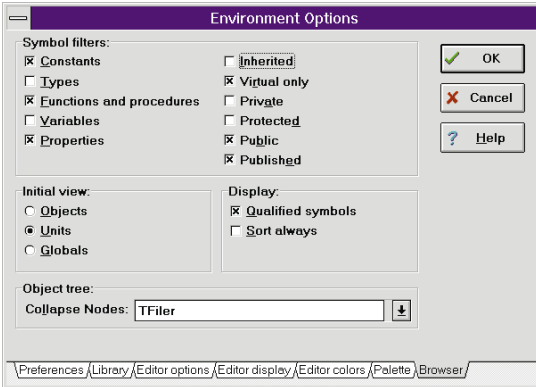 Environment Options
Symbol filters:
Constants
Types
Functions and procedures
Variables
Properties
Inherited
Virtual only
Private
Protected
Public
Published
OK
Cancel
Help
Initial view:
Objects
Units
Globals
Display:
Qualified symbols
Sort always
Object tree:
Collapse Nodes: TFiler
Preferences Library Editor options Editor display Editor colors Palette Browser